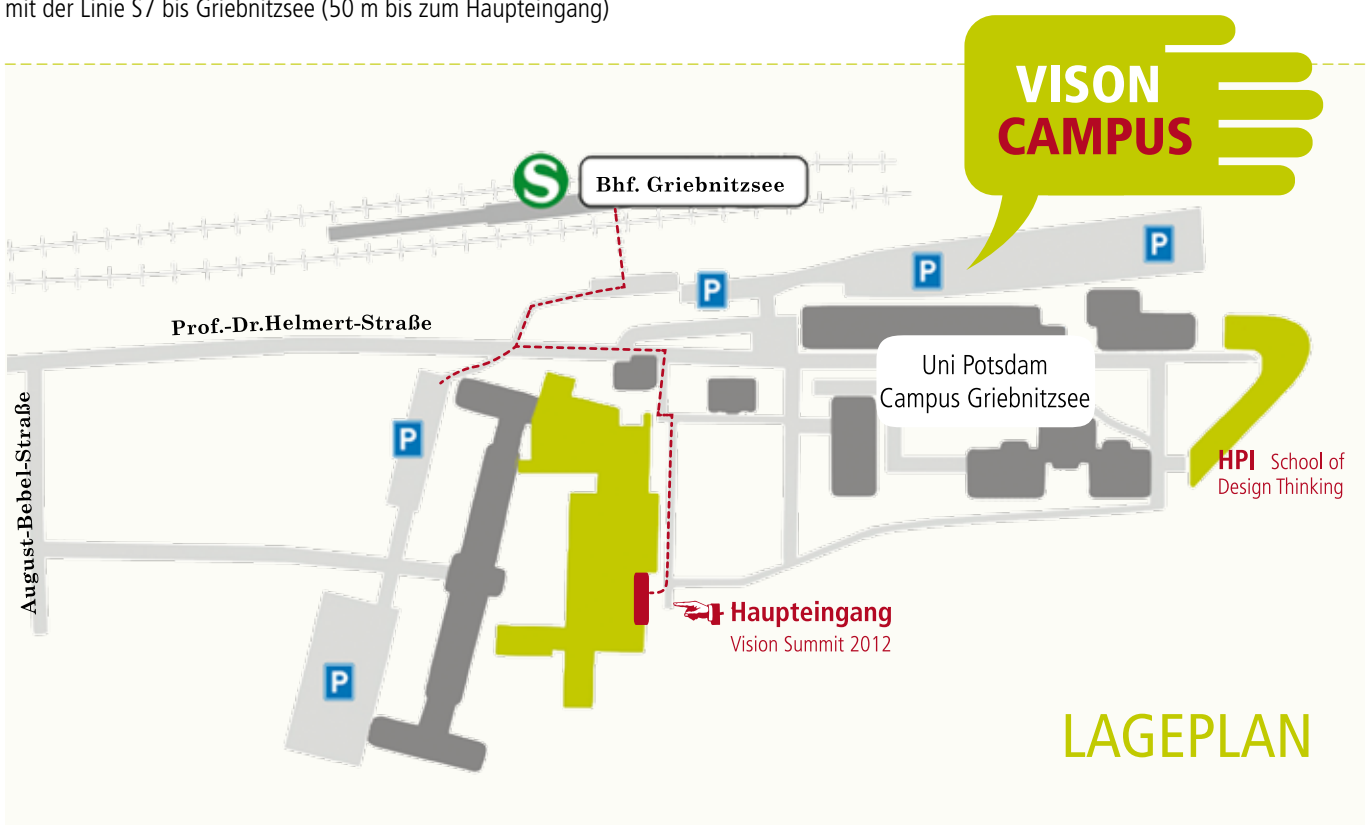 mit der Linie S7 bis Griebnitzsee (50 m bis zum Haupteingang)
VISON
CAMPUS
S
Bhf. Griebnitzsee
P
P
P
Prof.-Dr.Helmert-Straße
Uni Potsdam
Campus Griebnitzsee
August-Bebel-Straße
P
HPI School of
Design Thinking
Haupteingang
Vision Summit 2012
P
LAGEPLAN